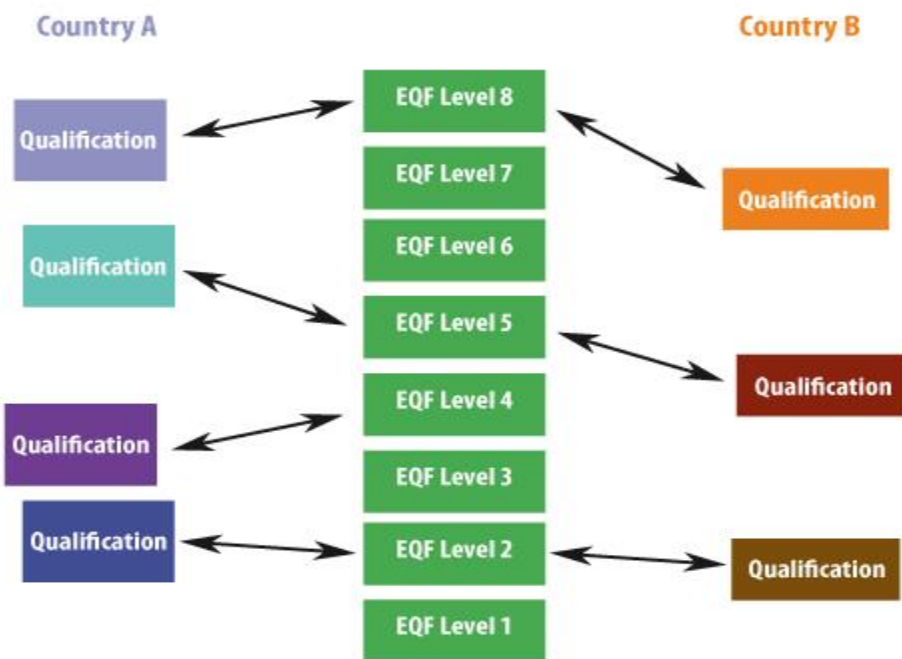 Country A
Country B
EQF Level 8
Qualification
EQF Level 7
Qualification
EQF Level 6
Qualification
EQF Level 5
Qualification
EQF Level 4
Qualification
EQF Level 3
Qualification
EQF Level 2
Qualification
Qualification
EQF Level 1